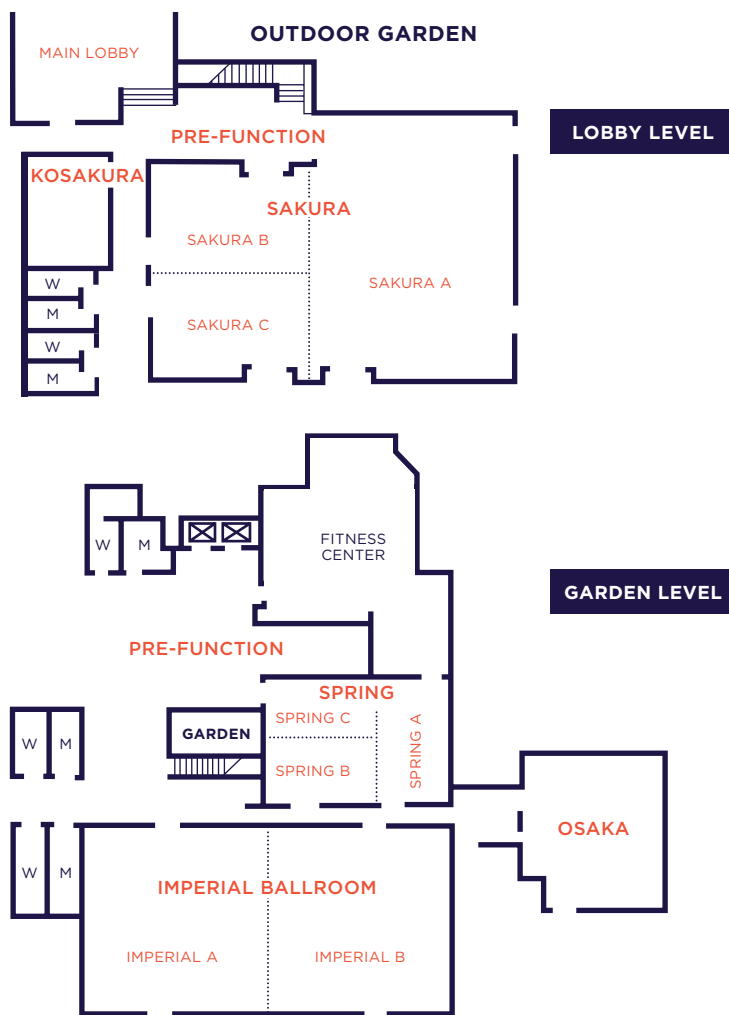 OUTDOOR GARDEN
MAIN LOBBY
LOBBY LEVEL
PRE-FUNCTION
KOSAKURA
SAKURA
SAKURA B
SAKURA A
SAKURA C
W
M
W
M
FITNESS
CENTER
W
M
GARDEN LEVEL
PRE-FUNCTION
SPRING
SPRING C
SPRING A
GARDEN
W
M
SPRING B
OSAKA
W
M
IMPERIAL BALLROOM
IMPERIAL A
IMPERIAL B